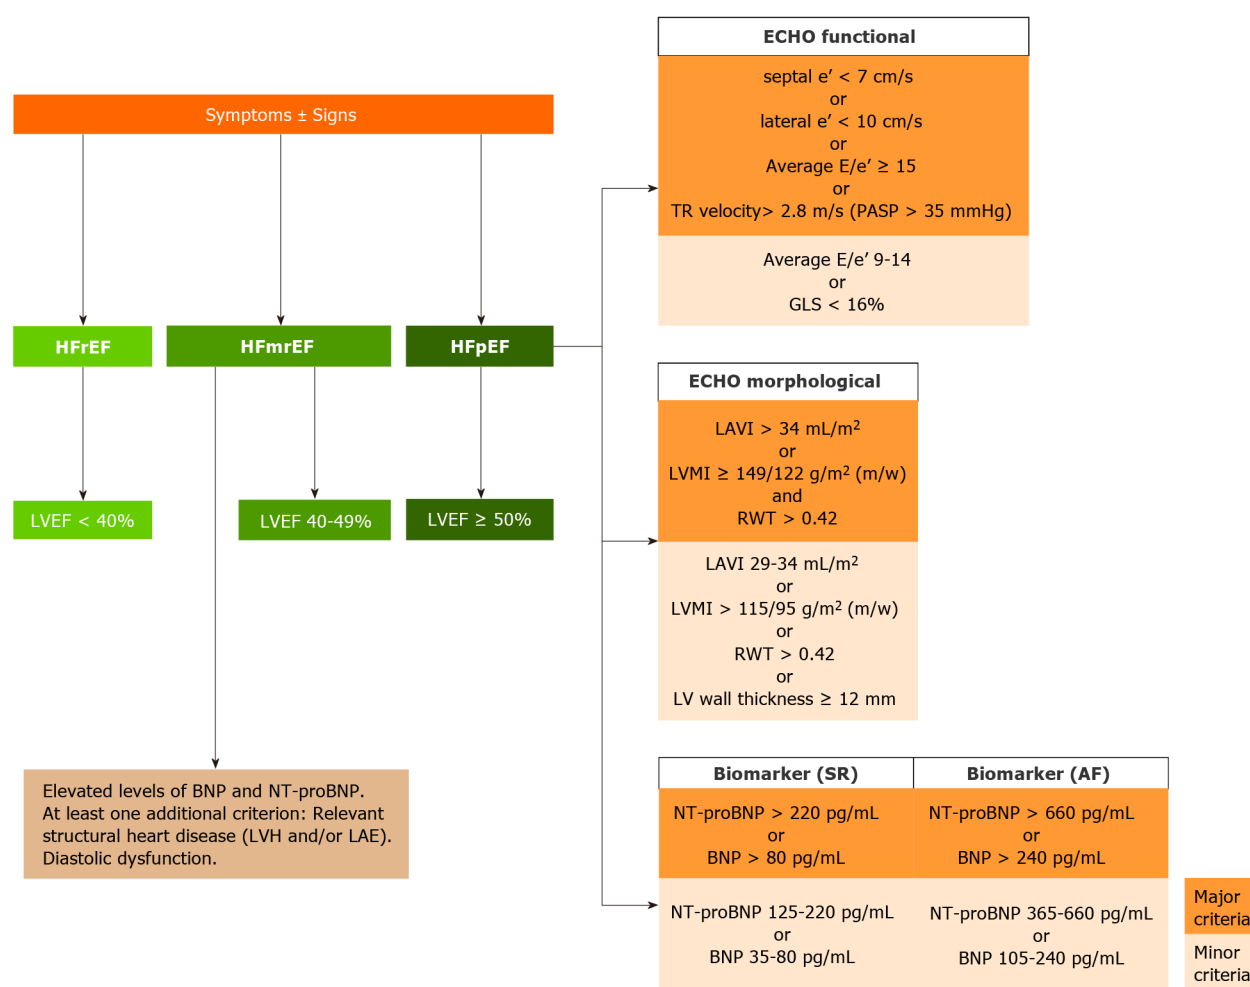 Symptoms ± Signs
HFrEF
HFmrEF
HFpEF
LVEF < 40%
LVEF 40-49%
LVEF ≥ 50%
Elevated levels of BNP and NT-proBNP.
At least one additional criterion: Relevant
structural heart disease (LVH and/or LAE).
Diastolic dysfunction.
ECHO functional
septal e’ < 7 cm/s
or
lateral e’ < 10 cm/s
or
Average E/e’ ≥ 15
or
TR velocity> 2.8 m/s (PASP > 35 mmHg)
Average E/e’ 9-14
or
GLS < 16%
ECHO morphological
LAVI > 34 mL/m²
or
LVMI ≥ 149/122 g/m² (m/w)
and
RWT > 0.42
LAVI 29-34 mL/m²
or
LVMI > 115/95 g/m² (m/w)
or
RWT > 0.42
or
LV wall thickness ≥ 12 mm
Biomarker (SR)
NT-proBNP > 220 pg/mL
or
BNP > 80 pg/mL
NT-proBNP 125-220 pg/mL
or
BNP 35-80 pg/mL
Biomarker (AF)
NT-proBNP > 660 pg/mL
or
BNP > 240 pg/mL
NT-proBNP 365-660 pg/mL
or
BNP 105-240 pg/mL
Major
criteria
Minor
criteria